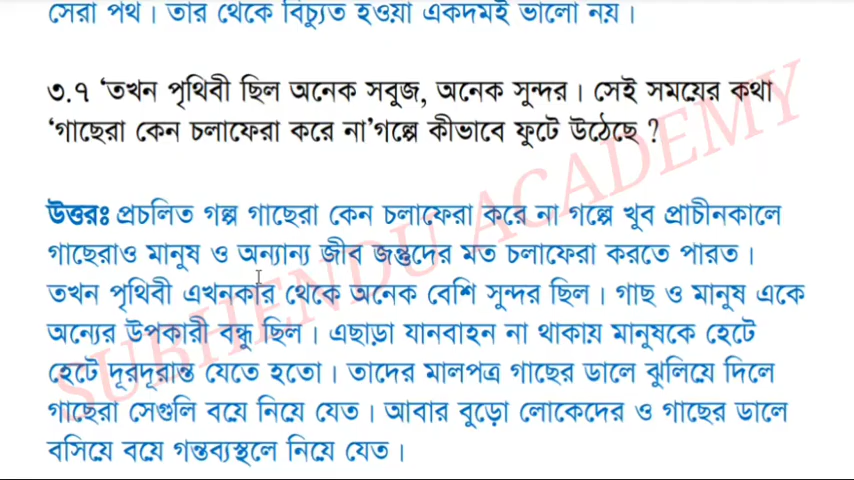 সেরা পথ। তার থেকে বিচ্যুত হওয়া একদমই ভালো নয়।
৩.৭ ‘তখন পৃথিবী ছিল অনেক সবুজ, অনেক সুন্দর। সেই সময়ের কথা
‘গাছেরা কেন চলাফেরা করে না’গল্পে কীভাবে ফুটে উঠেছে ?
উত্তরঃ প্রচলিত গল্প গাছেরা কেন চলাফেরা করে না গল্পে খুব প্রাচীনকালে
গাছেরাও মানুষ ও অন্যান্য জীব জন্তুদের মত চলাফেরা করতে পারত।
তখন পৃথিবী এখনকার থেকে অনেক বেশি সুন্দর ছিল। গাছ ও মানুষ একে
অন্যের উপকারী বন্ধু ছিল। এছাড়া যানবাহন না থাকায় মানুষকে হেটে
হেটে দূরদূরান্ত যেতে হতো। তাদের মালপত্র গাছের ডালে ঝুলিয়ে দিলে
গাছেরা সেগুলি বয়ে নিয়ে যেত। আবার বুড়ো লোকেদের ও গাছের ডালে
বসিয়ে বয়ে গন্তব্যস্থলে নিয়ে যেত।
SUBHENDU ACADEMY